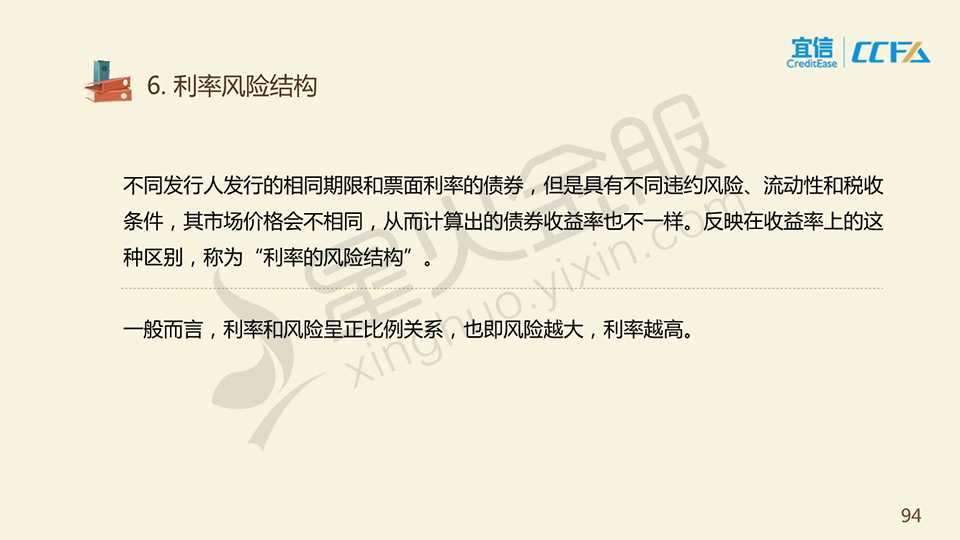 宜信
CreditEase
CCFA
6. 利率风险结构
不同发行人发行的相同期限和票面利率的债券，但是具有不同违约风险、流动性和税收
条件，其市场价格会不相同，从而计算出的债券收益率也不一样。反映在收益率上的这
种区别，称为“利率的风险结构”。
一般而言，利率和风险呈正比例关系，也即风险越大，利率越高。
星火金服
xinghuo.yixin.com
94